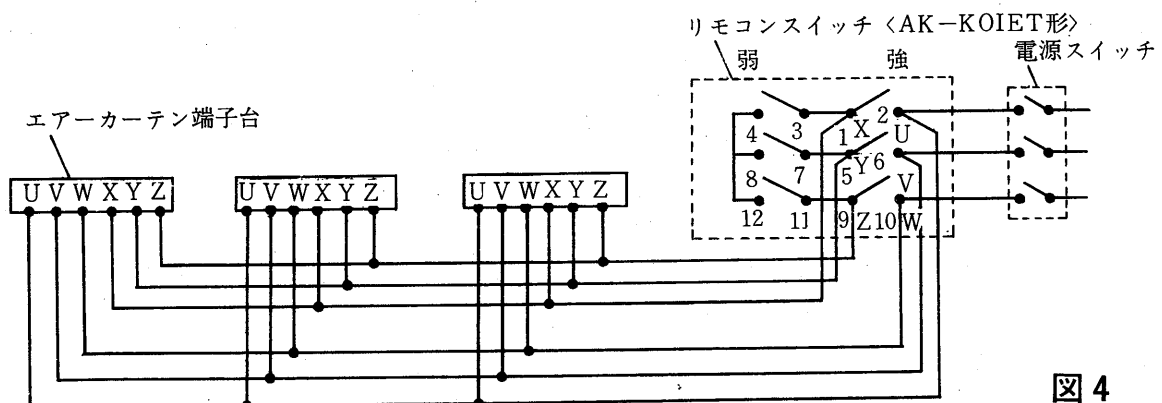 リモコンスイッチ〈AK-KOIET形〉
弱 強 電源スイッチ
エアーカーテン端子台
4 3 1 X 2 U
8 7 5 Y 6 V
12 11 9 Z 10 W
U V W X Y Z
U V W X Y Z
U V W X Y Z
図4